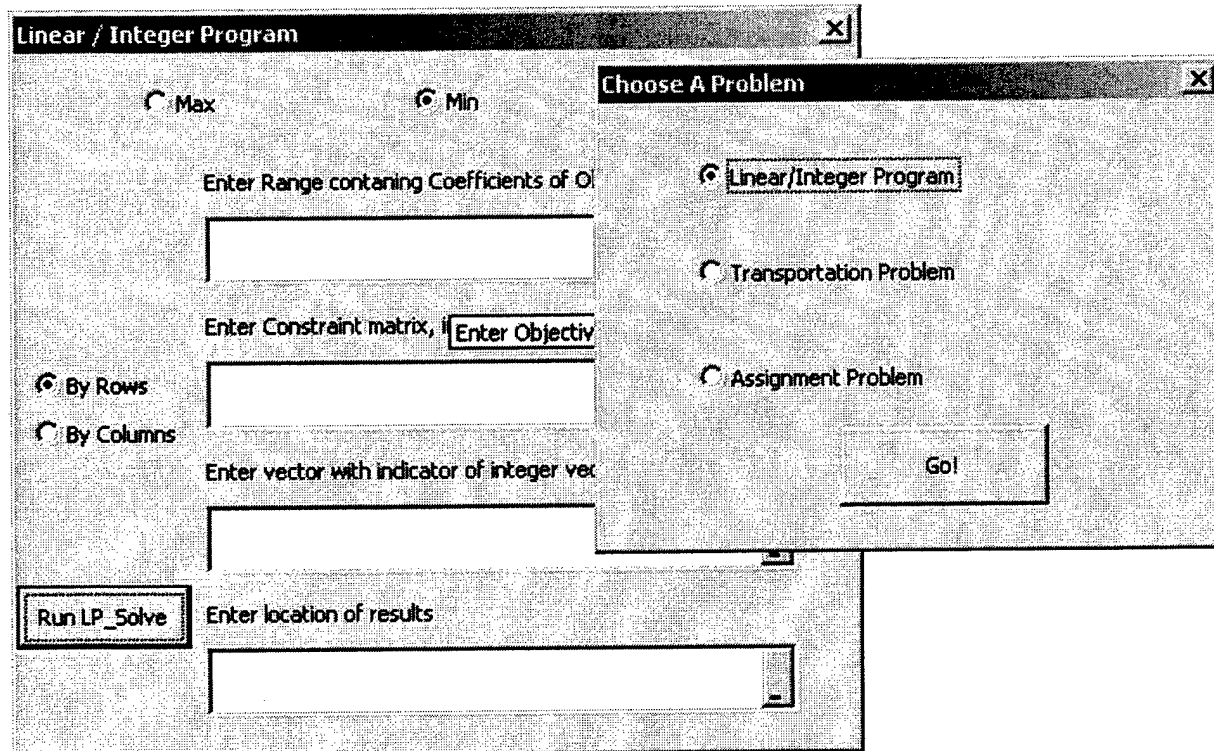 Linear / Integer Program
Max
Min
Enter Range contaning Coefficients of
Enter Constraint matrix,
Enter Objectiv
By Rows
By Columns
Enter vector with indicator of integer vec
Run LP_Solve
Enter location of results
Choose A Problem
Linear/Integer Program
Transportation Problem
Assignment Problem
Go!